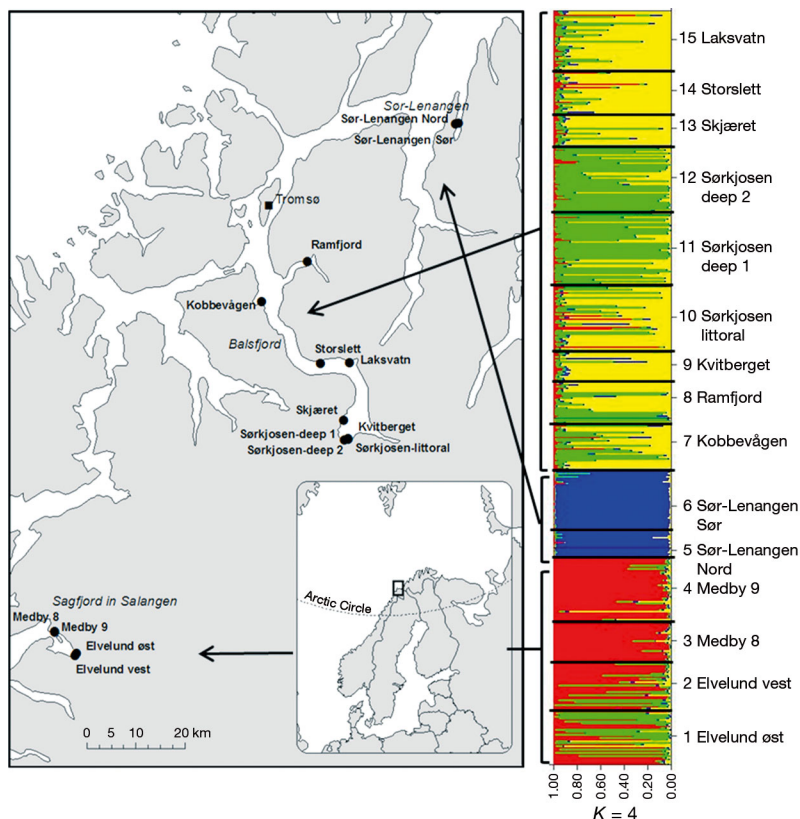 Sør-Lenangen
Sør-Lenangen Nord
Sør-Lenangen Sør
Tromsø
Ramfjord
Kobbevågen
Balsfjord
Storslett
Laksvatn
Skjæret
Kvitberget
Sørkjosen-deep 1
Sørkjosen-deep 2
Sørkjosen-littoral
Arctic Circle
Sagfjord in Salangen
Medby 8
Medby 9
Elvelund øst
Elvelund vest
0 5 10 20 km
15 Laksvatn
14 Storslett
13 Skjæret
12 Sørkjosen
deep 2
11 Sørkjosen
deep 1
10 Sørkjosen
littoral
9 Kvitberget
8 Ramfjord
7 Kobbevågen
6 Sør-Lenangen
Sør
5 Sør-Lenangen
Nord
4 Medby 9
3 Medby 8
2 Elvelund vest
1 Elvelund øst
1.00 0.80 0.60 0.40 0.20 0.00
K = 4